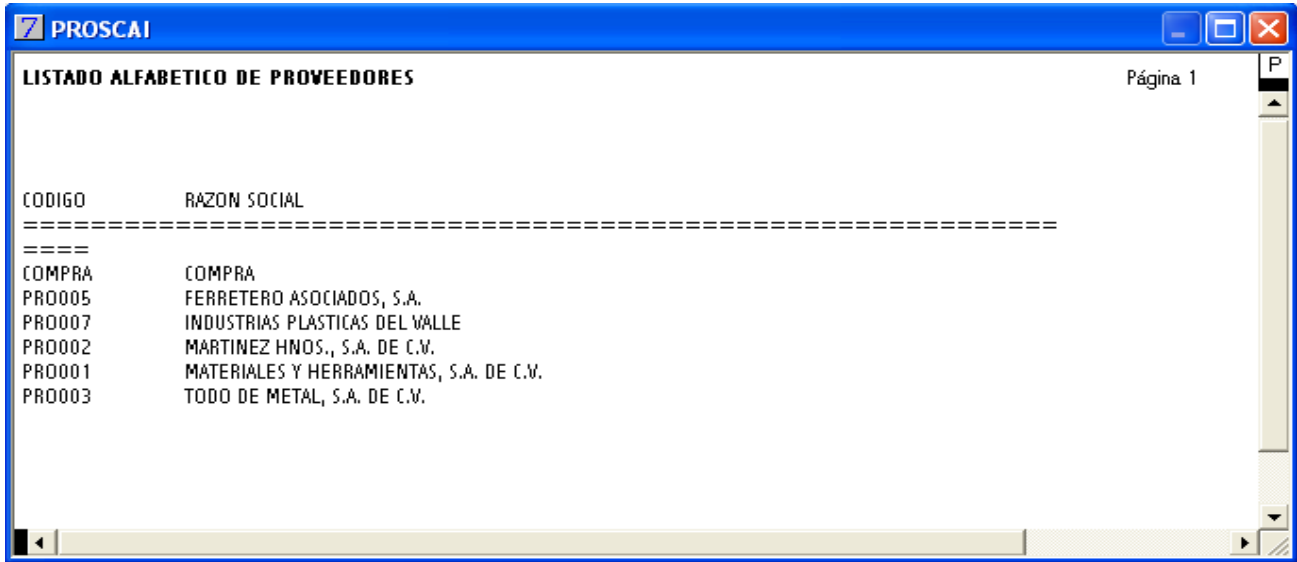 7 PROSCAI
LISTADO ALFABETICO DE PROVEEDORES Página 1
P
CODIGO RAZON SOCIAL
===============================================================
====
COMPRA COMPRA
PRO005 FERRETERO ASOCIADOS, S.A.
PRO007 INDUSTRIAS PLASTICAS DEL VALLE
PRO002 MARTINEZ HNOS., S.A. DE C.V.
PRO001 MATERIALES Y HERRAMIENTAS, S.A. DE C.V.
PRO003 TODO DE METAL, S.A. DE C.V.